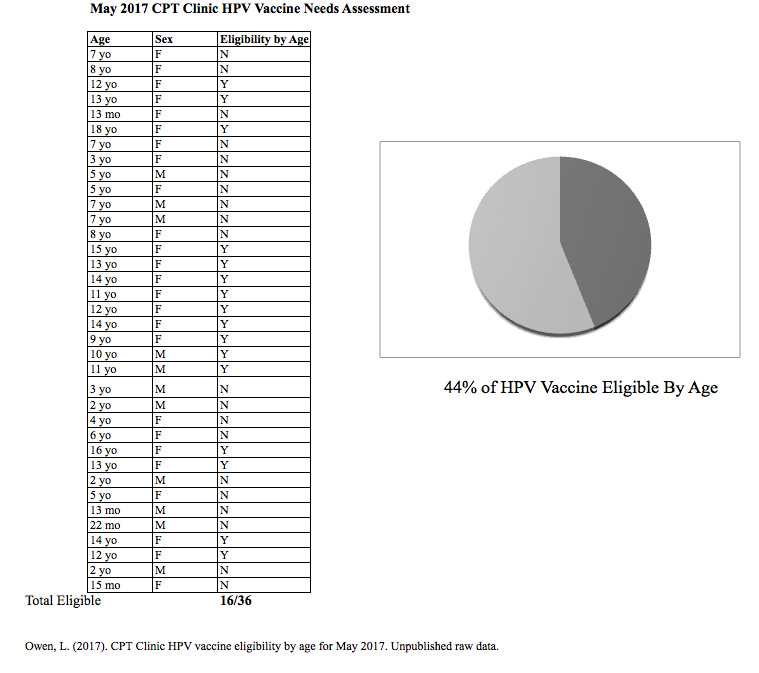 May 2017 CPT Clinic HPV Vaccine Needs Assessment
Age Sex Eligibility by Age
7 yo F N
8 yo F N
12 yo F Y
13 yo F Y
13 mo F N
18 yo F Y
7 yo F N
3 yo F N
5 yo M N
5 yo F N
7 yo M N
7 yo M N
8 yo F N
15 yo F Y
13 yo F Y
14 yo F Y
11 yo F Y
12 yo F Y
14 yo F Y
9 yo F Y
10 yo M Y
11 yo M Y
3 yo M N
2 yo M N
4 yo F N
6 yo F N
16 yo F Y
13 yo F Y
2 yo M N
5 yo F N
13 mo M N
22 mo M N
14 yo F Y
12 yo F Y
2 yo M N
15 mo F N
Total Eligible 16/36
44% of HPV Vaccine Eligible By Age
Owen, L. (2017). CPT Clinic HPV vaccine eligibility by age for May 2017. Unpublished raw data.